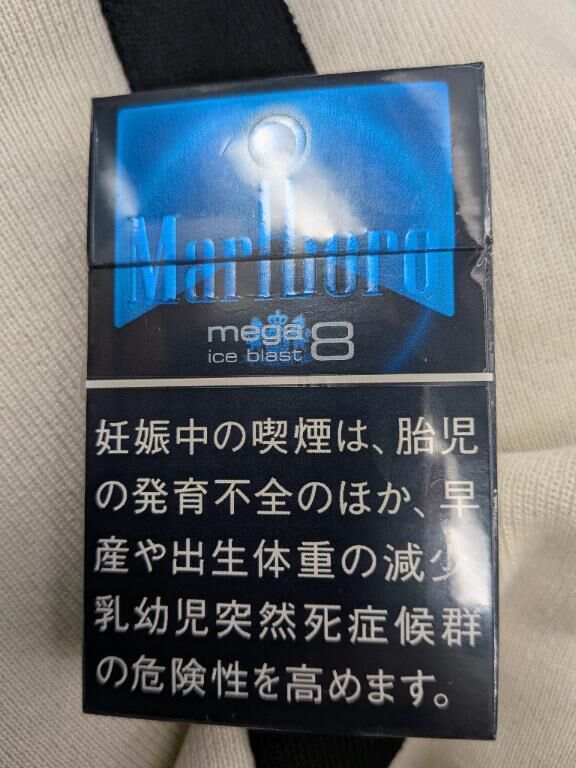 Marlboro
mega 8
ice blast
妊娠中の喫煙は、胎児
の発育不全のほか、早
産や出生体重の減少、
乳幼児突然死症候群
の危険性を高めます。